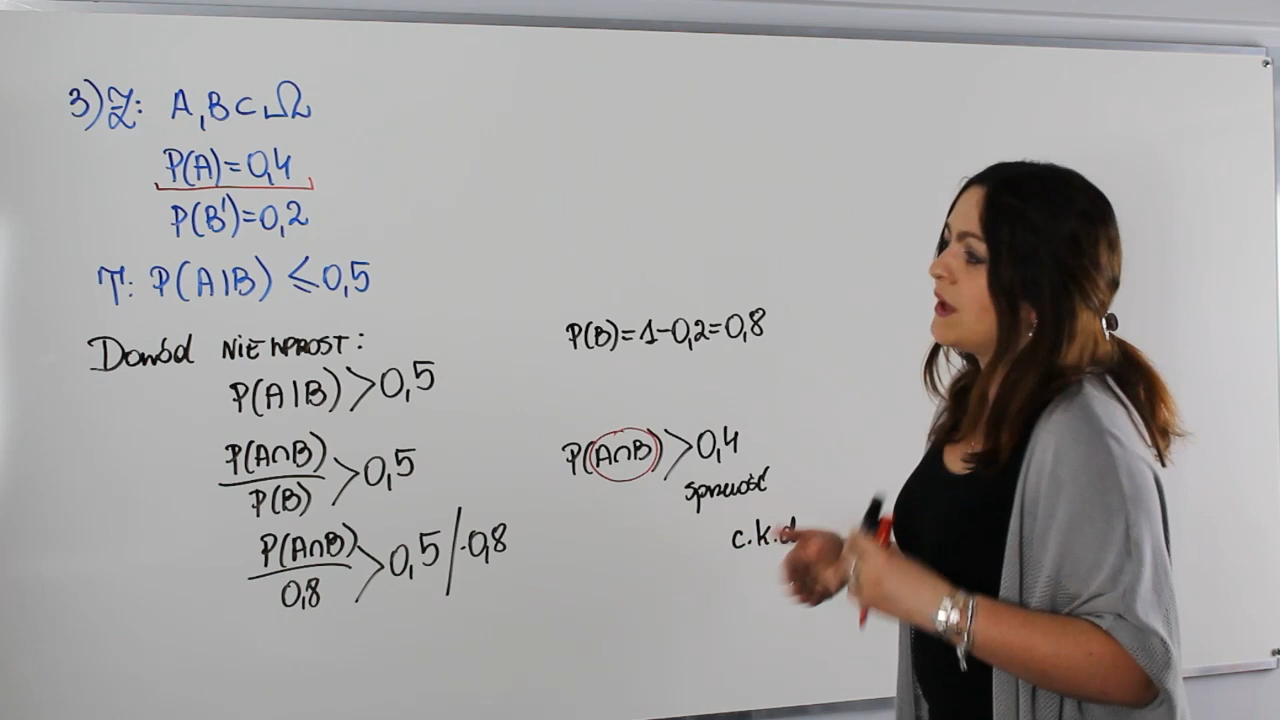 3) Z: A, B ⊂ Ω
P(A)=0,4
P(B')=0,2
T: P(A|B) ≤ 0,5
Dowód NIE WPROST:
P(A|B) > 0,5
P(A∩B)/P(B) > 0,5
P(A∩B)/0,8 > 0,5 /·0,8
P(B)=1-0,2=0,8
P(A∩B) > 0,4
sprzność
c.k.d